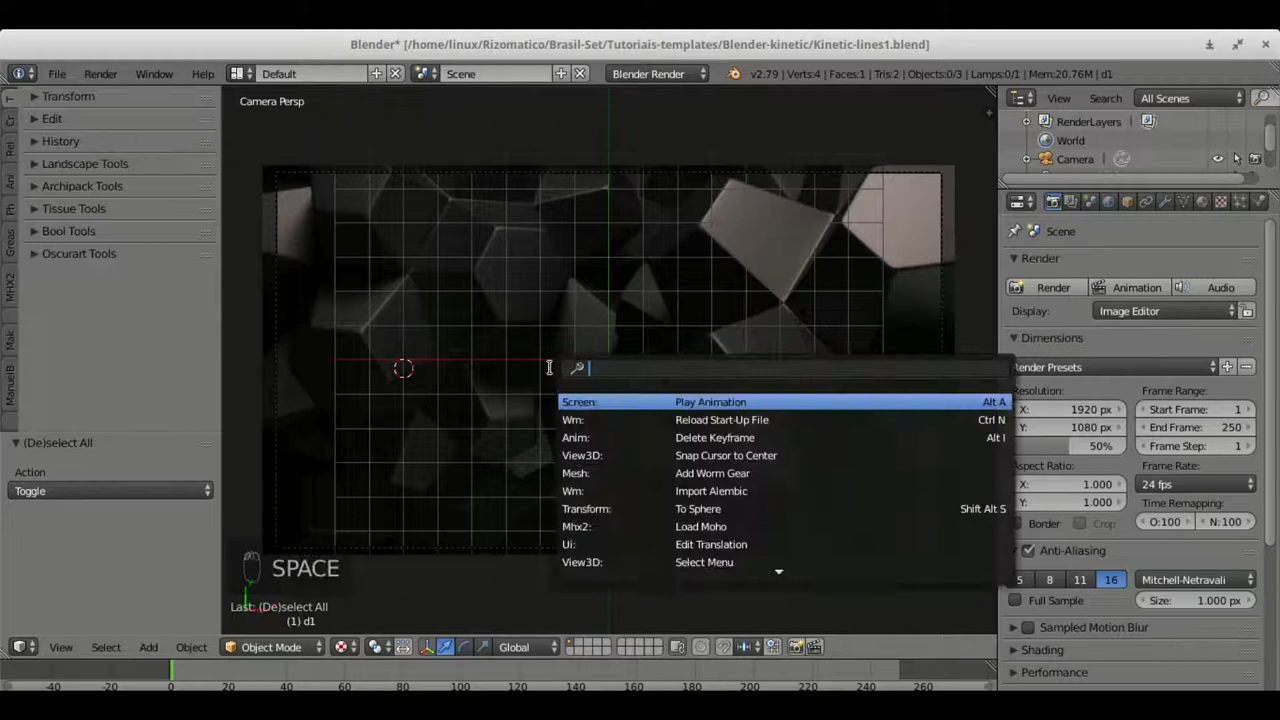 Blender* [/home/linux/Rizomatico/Brasil-Set/Tutoriais-templates/Blender-kinetic/Kinetic-lines1.blend]
File Render Window Help Default Scene Blender Render v2.79 | Verts:4 | Faces:1 | Tris:2 | Objects:0/3 | Lamps:0/1 | Mem:20.76M | d1
Transform
Edit
History
Landscape Tools
Archipack Tools
Tissue Tools
Bool Tools
Oscurart Tools
T
Cr
Rel
Ani
Ph
Greas
MHX2
Mak
ManuelB
(De)select All
Action
Toggle
Camera Persp
Screen: Play Animation Alt A
Wm: Reload Start-Up File Ctrl N
Anim: Delete Keyframe Alt I
View3D: Snap Cursor to Center
Mesh: Add Worm Gear
Wm: Import Alembic
Transform: To Sphere Shift Alt S
Mhx2: Load Moho
Ui: Edit Translation
View3D: Select Menu
SPACE
Last: (De)select All
(1) d1
View Select Add Object Object Mode Global
-40 -20 0 20 40 60 80 100 120 140 160 180 200 220 240 260
View Search All Scenes
RenderLayers
World
Camera
Scene
Render
Render Animation Audio
Display: Image Editor
Dimensions
Render Presets
Resolution: Frame Range:
X: 1920 px Start Frame: 1
Y: 1080 px End Frame: 250
50% Frame Step: 1
Aspect Ratio: Frame Rate:
X: 1.000 24 fps
Y: 1.000 Time Remapping:
Border Crop O:100 N:100
Anti-Aliasing
5 8 11 16 Mitchell-Netravali
Full Sample Size: 1.000 px
Sampled Motion Blur
Shading
Performance